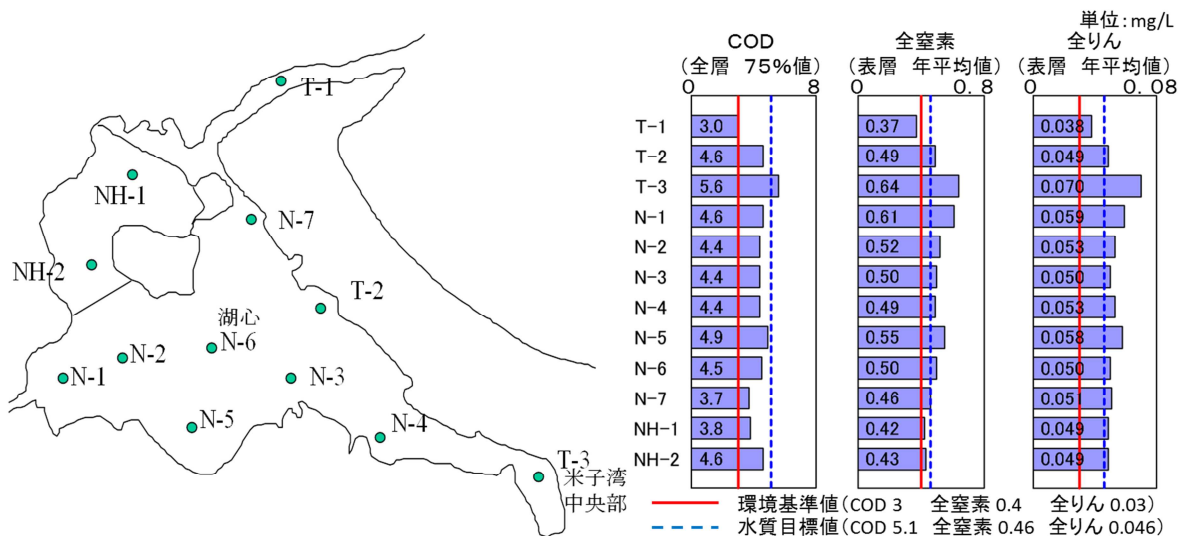 T-1
NH-1
N-7
NH-2
T-2
湖心
N-6
N-2
N-1
N-3
N-5
N-4
T-3
米子湾
中央部
単位：mg/L
COD
（全層 75%値）
0 8
全窒素
（表層 年平均値）
0 0.8
全りん
（表層 年平均値）
0 0.08
T-1 3.0 0.37 0.038
T-2 4.6 0.49 0.049
T-3 5.6 0.64 0.070
N-1 4.6 0.61 0.059
N-2 4.4 0.52 0.053
N-3 4.4 0.50 0.050
N-4 4.4 0.49 0.053
N-5 4.9 0.55 0.058
N-6 4.5 0.50 0.050
N-7 3.7 0.46 0.051
NH-1 3.8 0.42 0.049
NH-2 4.6 0.43 0.049
環境基準値（COD 3 全窒素 0.4 全りん 0.03）
水質目標値（COD 5.1 全窒素 0.46 全りん 0.046）